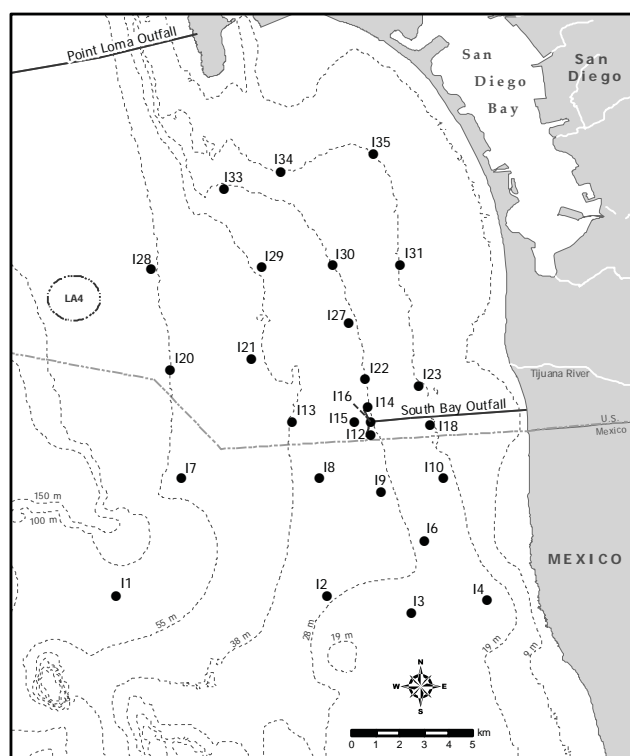 Point Loma Outfall
San
Diego
Bay
San
Diego
I35
I34
I33
I28
I29
I30
I31
LA4
I27
I21
I20
I22
I23
Tijuana River
I16
I14
South Bay Outfall
I13
I15
I12
I18
U.S.
Mexico
I7
I8
I9
I10
150 m
100 m
I6
MEXICO
I1
I2
I3
I4
55 m
38 m
28 m
19 m
19 m
9 m
N
W
E
S
km
0 1 2 3 4 5